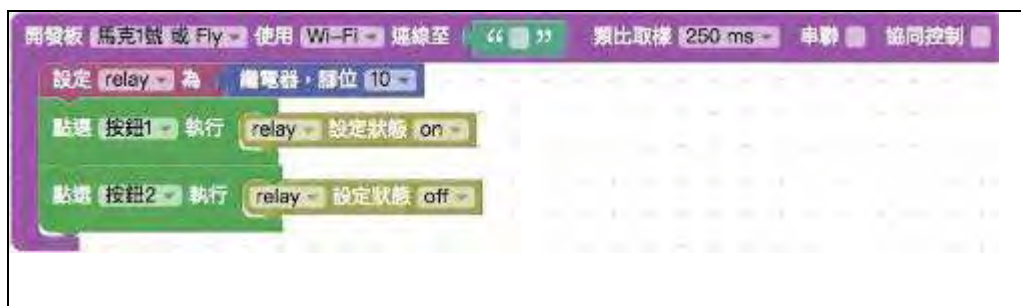 開發板 馬克1號 或 Fly 使用 Wi-Fi 連線至 “ ” 類比取樣 250 ms 串聯 協同控制
設定 relay 為 繼電器，腳位 10
點選 按鈕1 執行 relay 設定狀態 on
點選 按鈕2 執行 relay 設定狀態 off